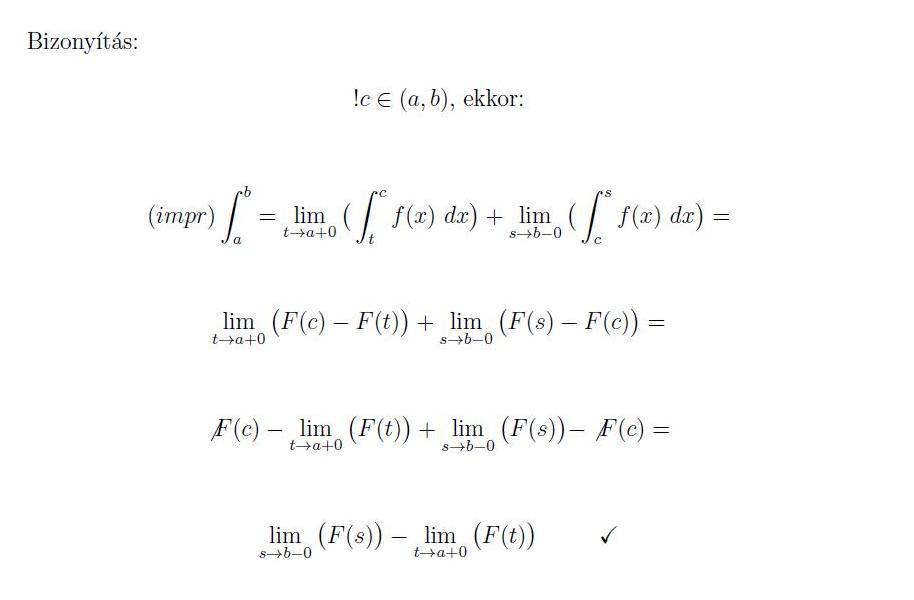 Bizonyítás:
!c ∈ (a, b), ekkor:
(impr) ∫_a^b = lim_{t→a+0} (∫_t^c f(x) dx) + lim_{s→b−0} (∫_c^s f(x) dx) =
lim_{t→a+0} (F(c) − F(t)) + lim_{s→b−0} (F(s) − F(c)) =
F̸(c) − lim_{t→a+0} (F(t)) + lim_{s→b−0} (F(s)) − F̸(c) =
lim_{s→b−0} (F(s)) − lim_{t→a+0} (F(t)) ✓